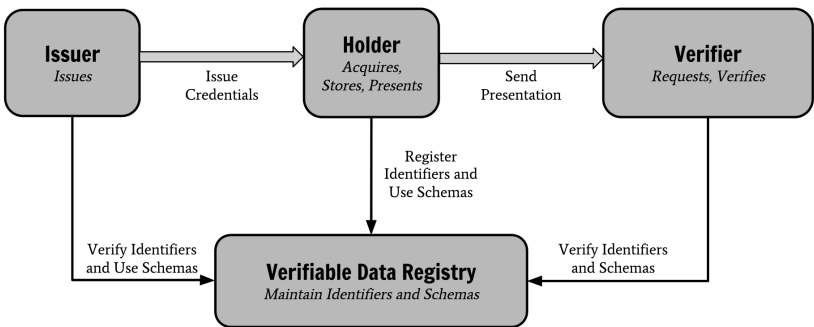 Issuer
Issues
Issue
Credentials
Holder
Acquires,
Stores, Presents
Send
Presentation
Verifier
Requests, Verifies
Register
Identifiers and
Use Schemas
Verify Identifiers
and Use Schemas
Verifiable Data Registry
Maintain Identifiers and Schemas
Verify Identifiers
and Schemas